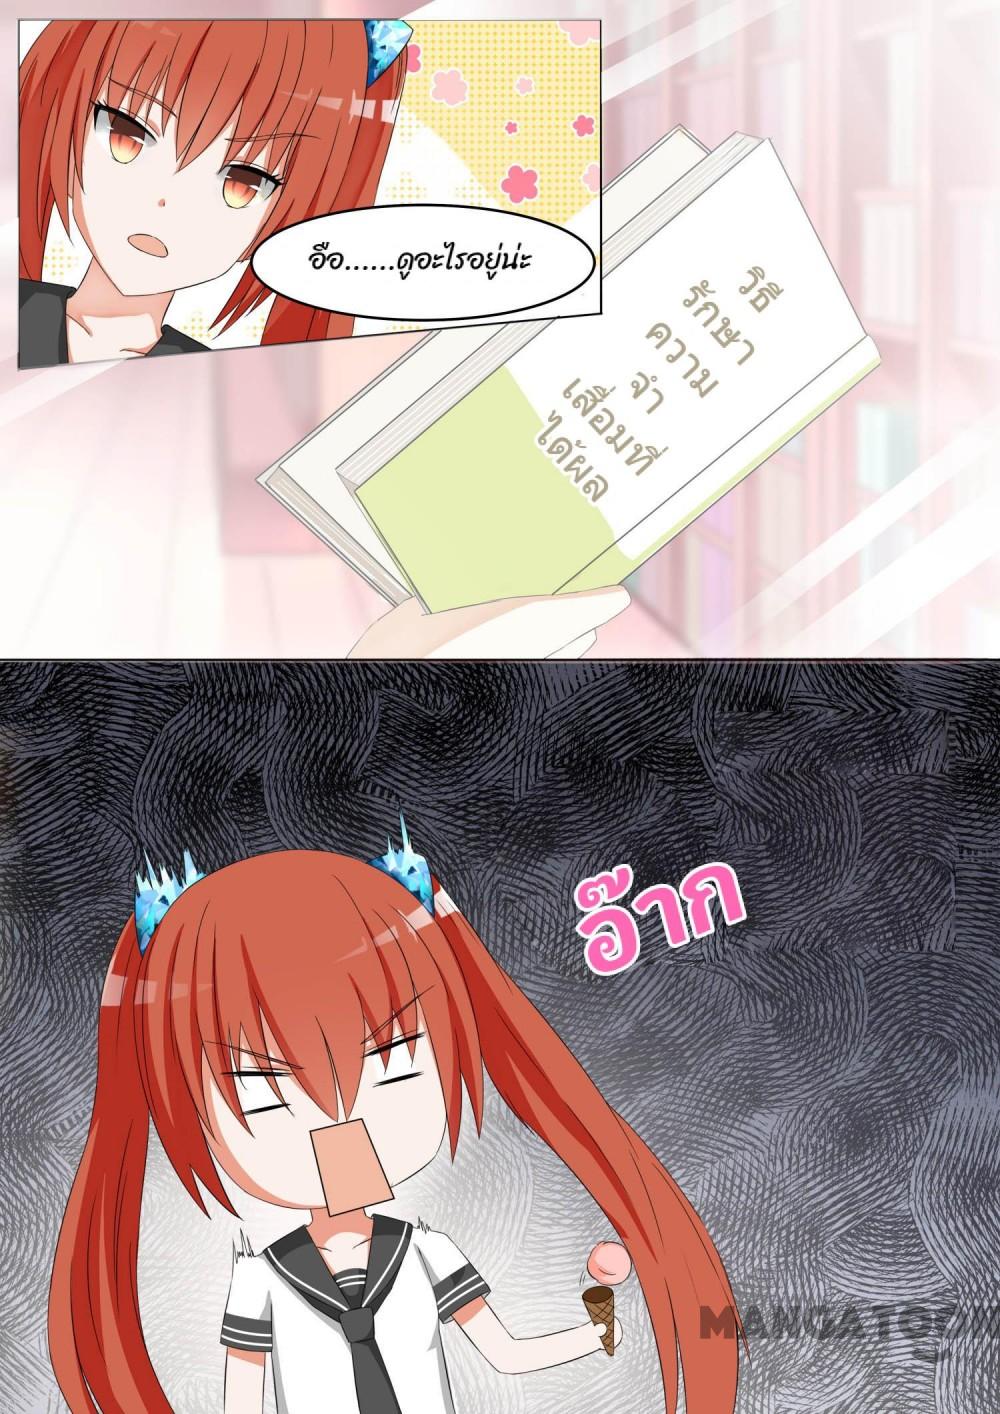 อือ......ดูอะไรอยู่น่ะ
วิธี
รักษา
ความ
จำ
เสื่อมที่
ได้ผล
อ๊าก
MANGATOON